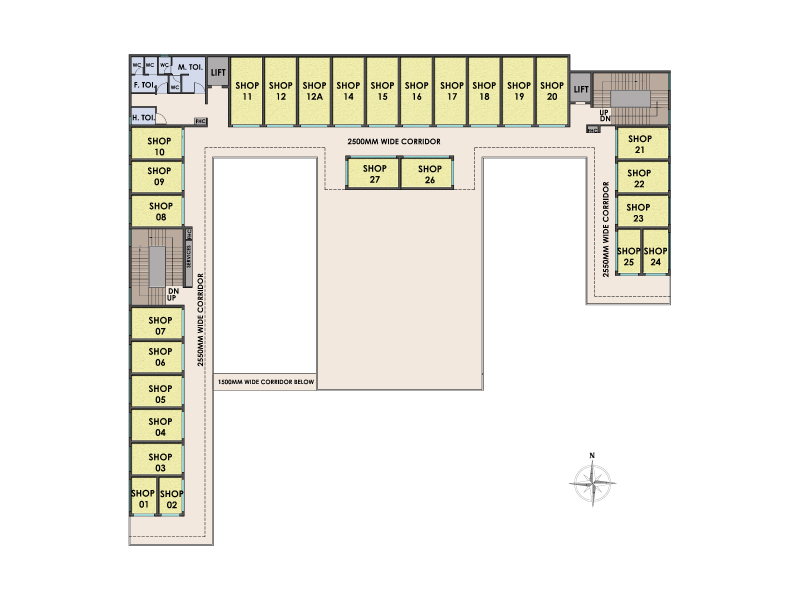 WC
WC
WC
M. TOI.
LIFT
F. TOI.
WC
H. TOI.
FHC
SHOP
11
SHOP
12
SHOP
12A
SHOP
14
SHOP
15
SHOP
16
SHOP
17
SHOP
18
SHOP
19
SHOP
20
LIFT
UP
DN
FHC
2500MM WIDE CORRIDOR
SHOP
10
SHOP
09
SHOP
08
SHOP
27
SHOP
26
SHOP
21
SHOP
22
SHOP
23
SHOP
25
SHOP
24
2550MM WIDE CORRIDOR
FHC
SERVICES
DN
UP
2550MM WIDE CORRIDOR
SHOP
07
SHOP
06
SHOP
05
SHOP
04
SHOP
03
SHOP
01
SHOP
02
1500MM WIDE CORRIDOR BELOW
N